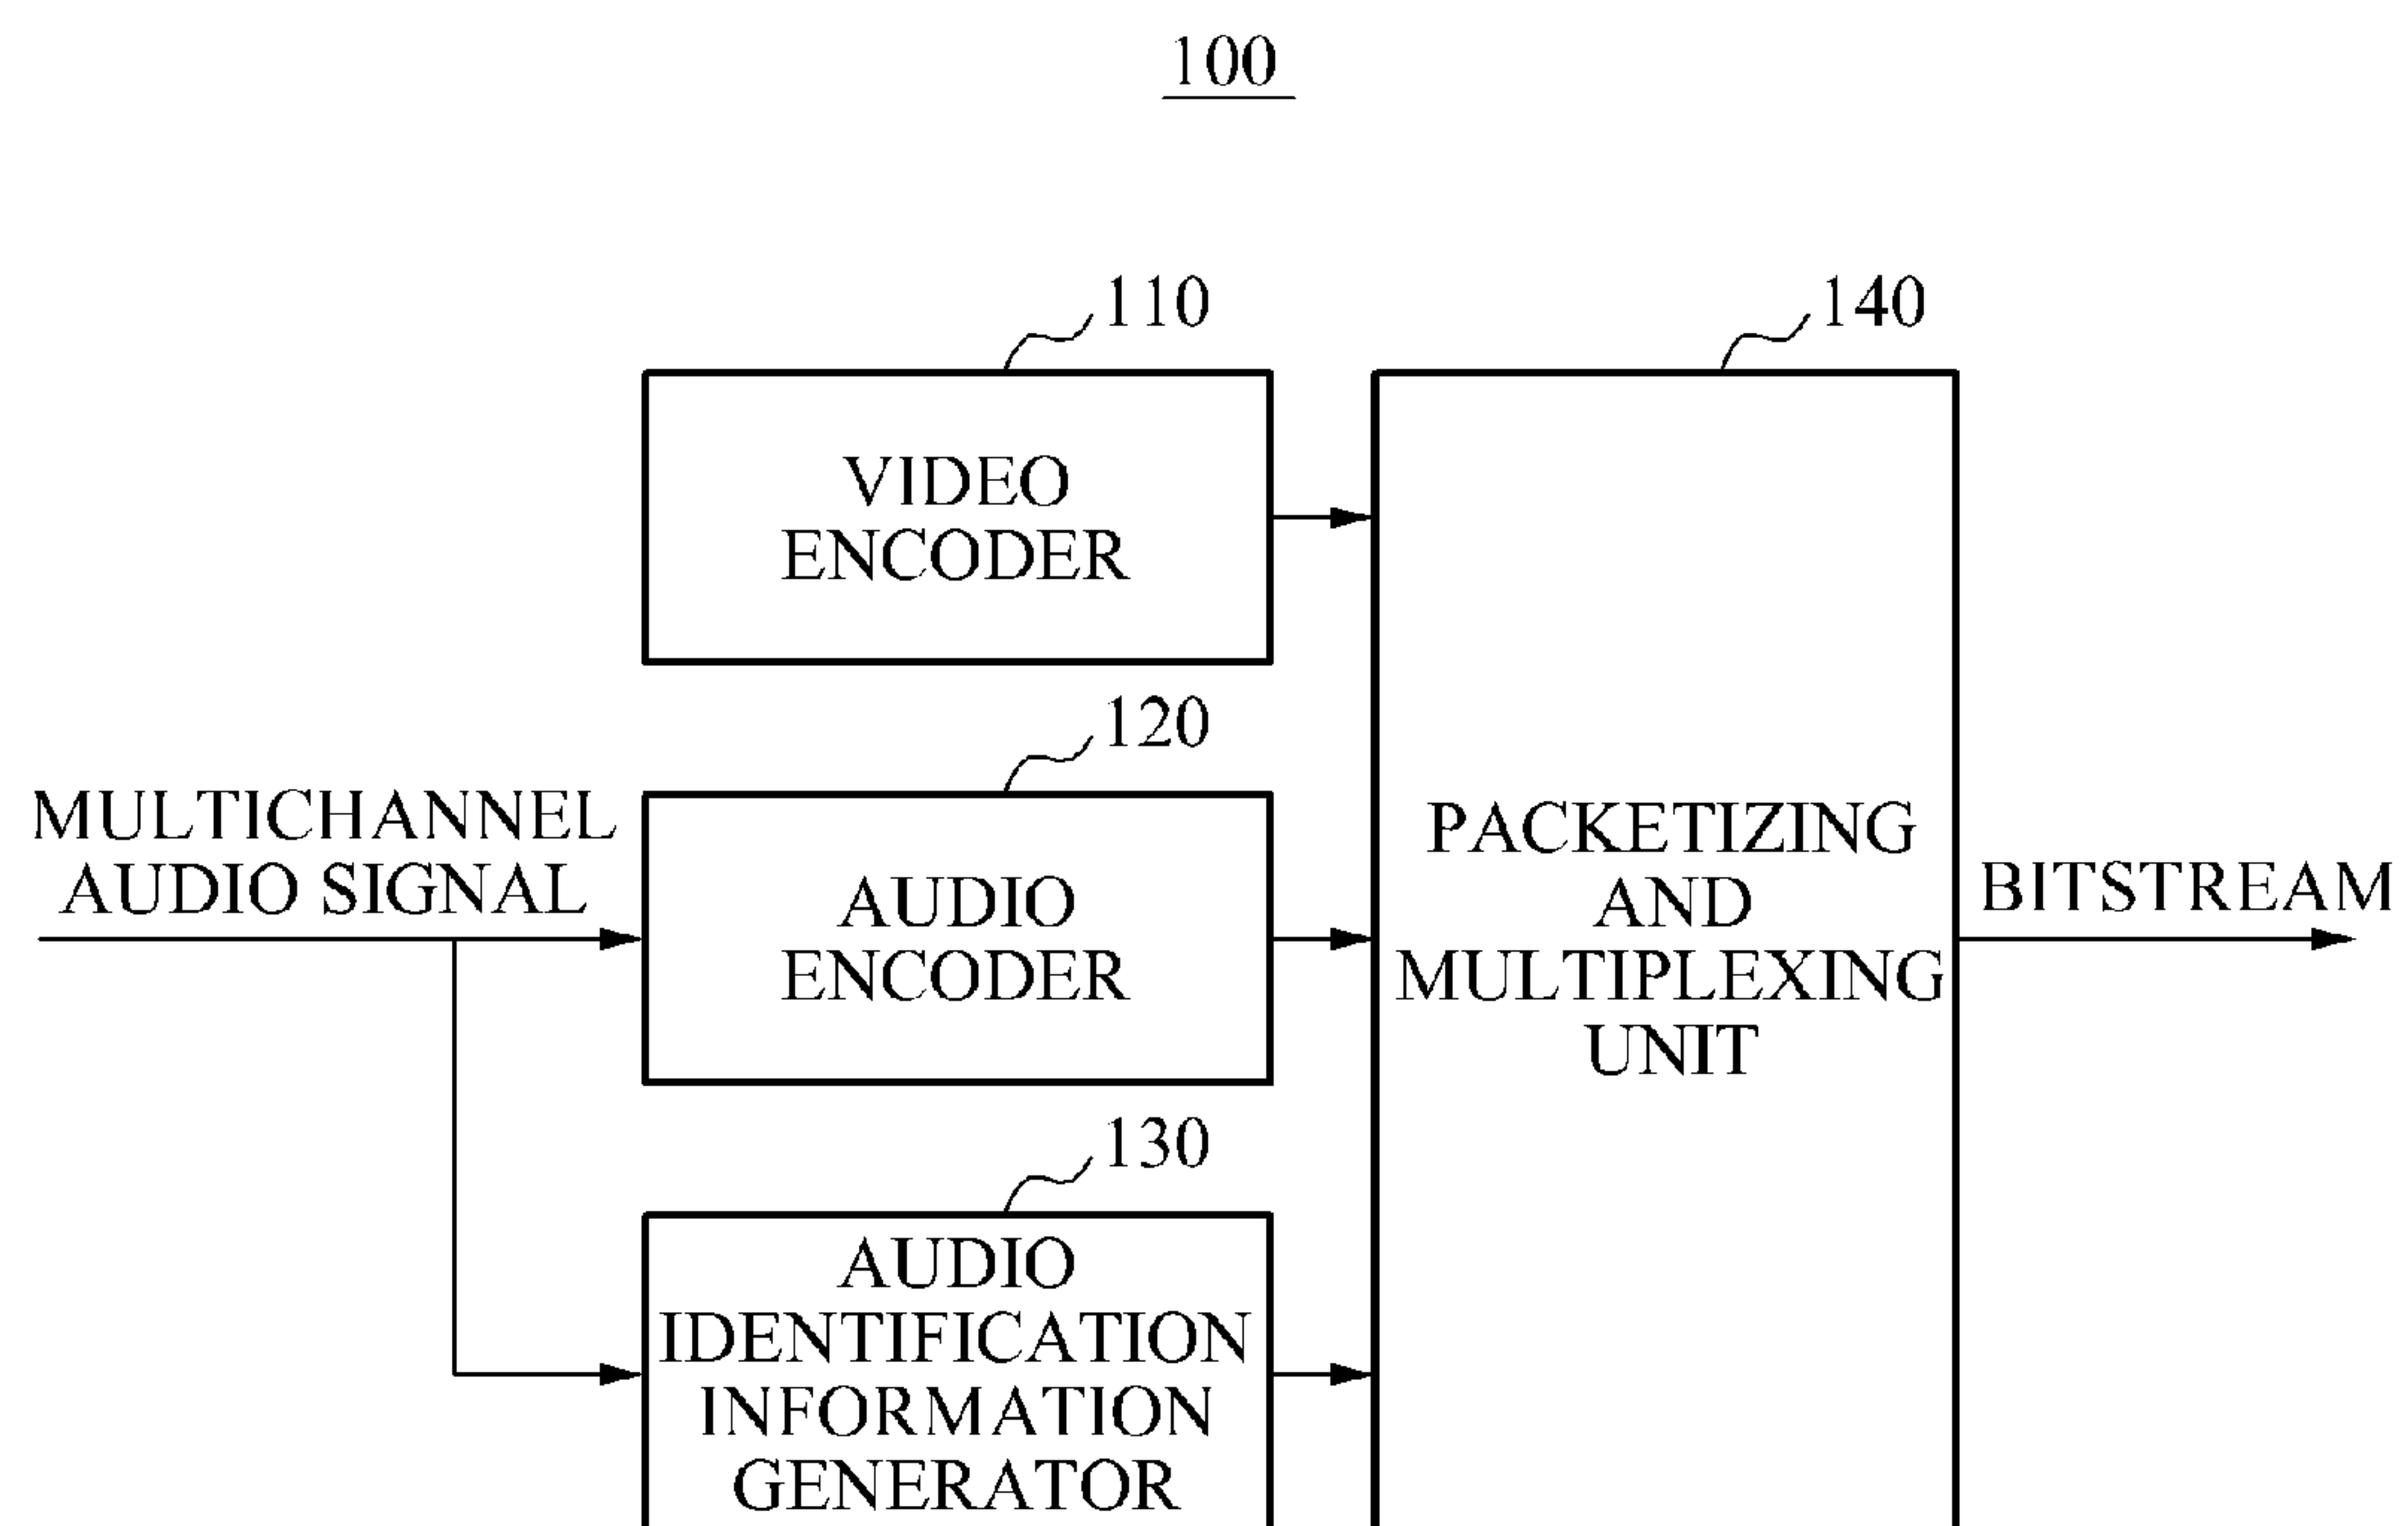 100
110
140
VIDEO
ENCODER
120
MULTICHANNEL
AUDIO SIGNAL
AUDIO
ENCODER
PACKETIZING
AND
MULTIPLEXING
UNIT
BITSTREAM
130
AUDIO
IDENTIFICATION
INFORMATION
GENERATOR